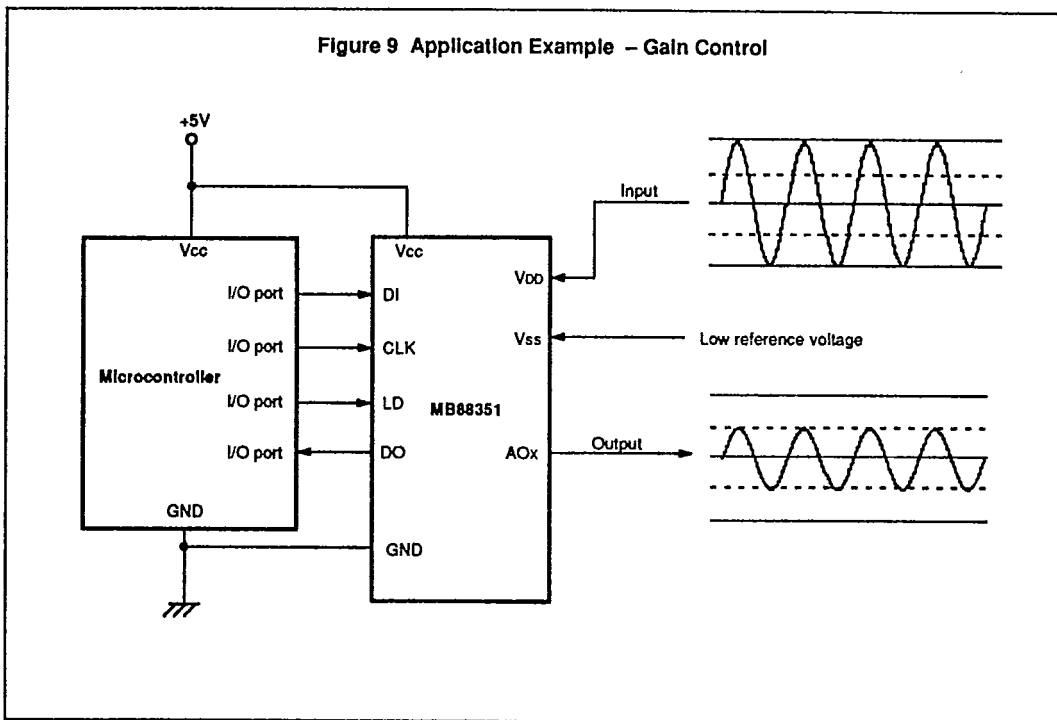 Figure 9 Application Example – Gain Control
+5V
Vcc
Vcc
Input
VDD
I/O port
DI
Vss
Low reference voltage
I/O port
CLK
Microcontroller
MB88351
I/O port
LD
I/O port
DO
AOx
Output
GND
GND